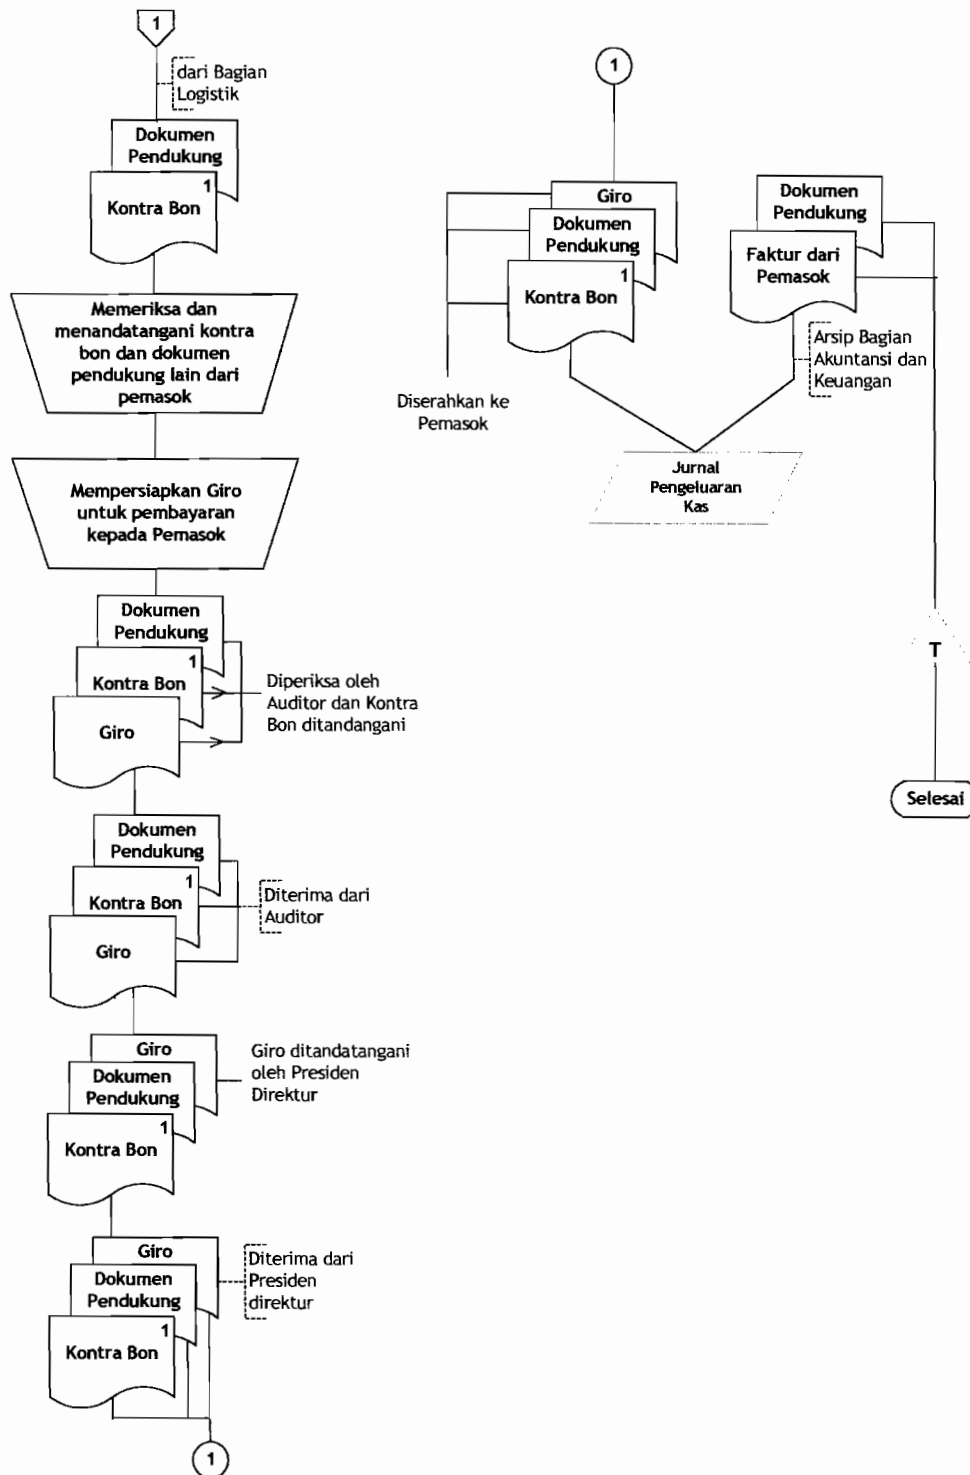 1
dari Bagian
Logistik
Dokumen
Pendukung
1
Kontra Bon
Memeriksa dan
menandatangani kontra
bon dan dokumen
pendukung lain dari
pemasok
Mempersiapkan Giro
untuk pembayaran
kepada Pemasok
Dokumen
Pendukung
1
Kontra Bon
Giro
Diperiksa oleh
Auditor dan Kontra
Bon ditandangani
Dokumen
Pendukung
1
Kontra Bon
Giro
Diterima dari
Auditor
Giro
Dokumen
Pendukung
1
Kontra Bon
Giro ditandatangani
oleh Presiden
Direktur
Giro
Dokumen
Pendukung
1
Kontra Bon
Diterima dari
Presiden
direktur
1
1
Giro
Dokumen
Pendukung
1
Kontra Bon
Diserahkan ke
Pemasok
Dokumen
Pendukung
Faktur dari
Pemasok
Arsip Bagian
Akuntansi dan
Keuangan
Jurnal
Pengeluaran
Kas
T
Selesai